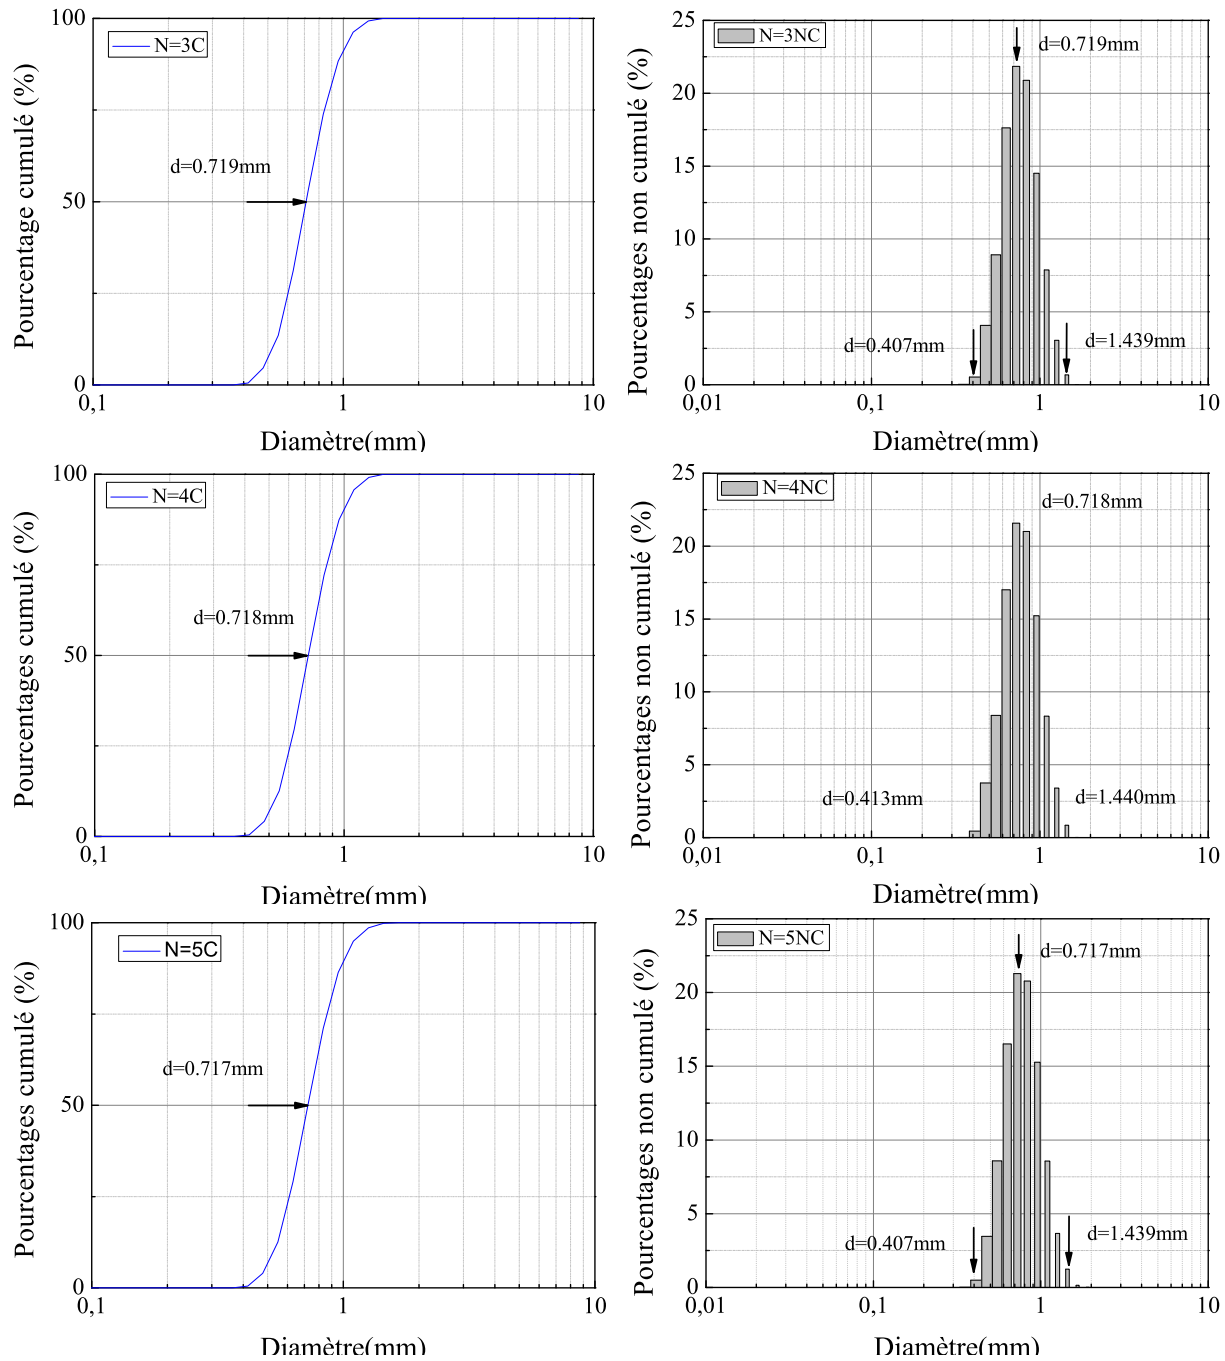 100
50
0
0,1
1
10
Pourcentage cumulé (%)
N=3C
d=0.719mm
Diamètre(mm)
25
20
15
10
5
0
0,01
0,1
1
10
Pourcentages non cumulé (%)
N=3NC
d=0.719mm
d=0.407mm
d=1.439mm
Diamètre(mm)
100
50
0
0,1
1
10
Pourcentages cumulé (%)
N=4C
d=0.718mm
Diamètre(mm)
25
20
15
10
5
0
0,01
0,1
1
10
Pourcentages non cumulé (%)
N=4NC
d=0.718mm
d=0.413mm
d=1.440mm
Diamètre(mm)
100
50
0
0,1
1
10
Pourcentages cumulé (%)
N=5C
d=0.717mm
Diamètre(mm)
25
20
15
10
5
0
0,01
0,1
1
10
Pourcentages non cumulé (%)
N=5NC
d=0.717mm
d=0.407mm
d=1.439mm
Diamètre(mm)